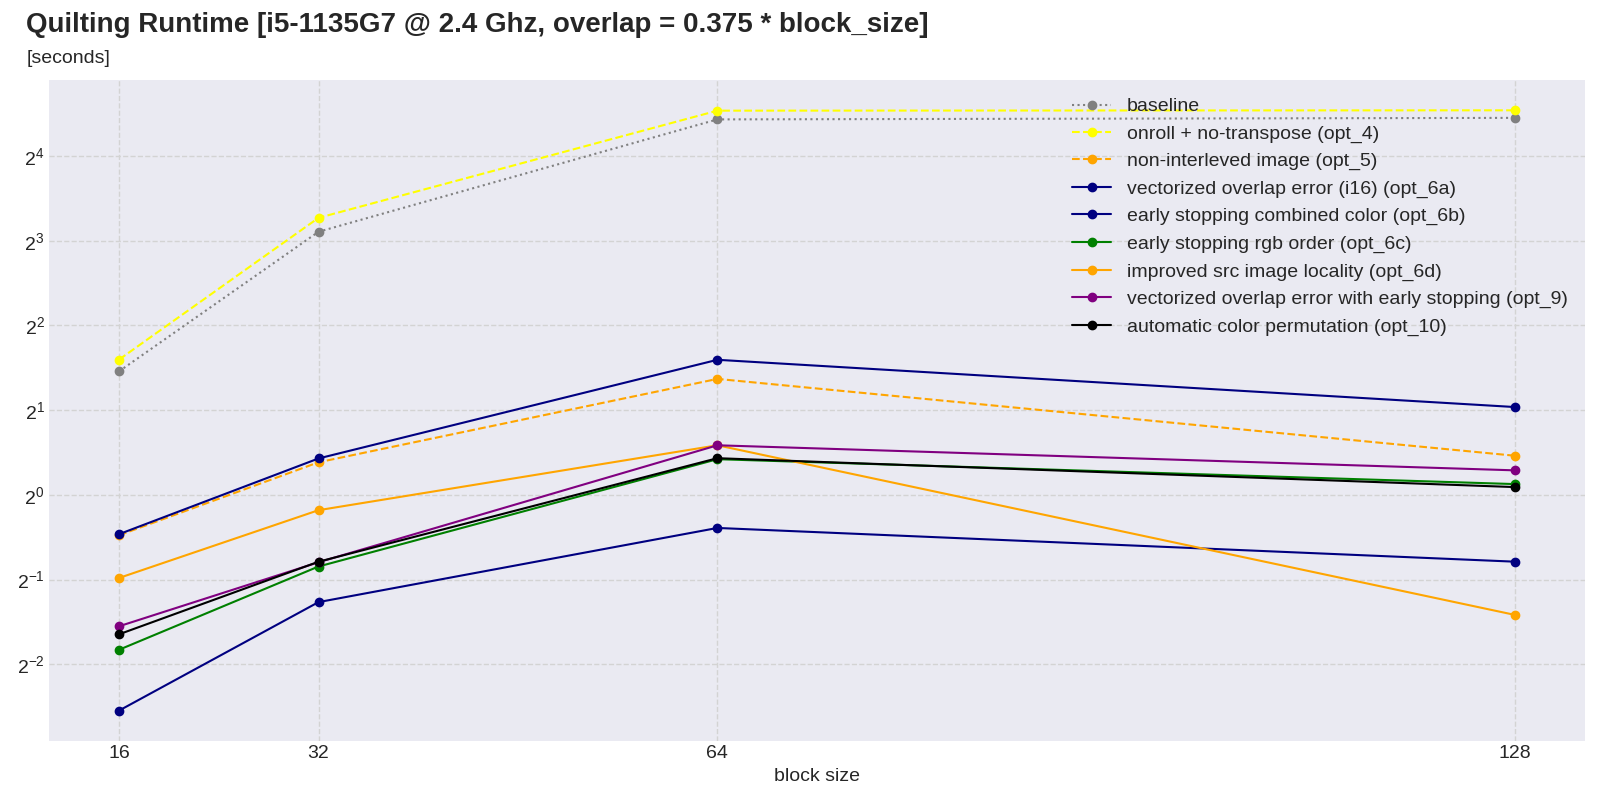 Quilting Runtime [i5-1135G7 @ 2.4 Ghz, overlap = 0.375 * block_size]
[seconds]
baseline
onroll + no-transpose (opt_4)
non-interleved image (opt_5)
vectorized overlap error (i16) (opt_6a)
early stopping combined color (opt_6b)
early stopping rgb order (opt_6c)
improved src image locality (opt_6d)
vectorized overlap error with early stopping (opt_9)
automatic color permutation (opt_10)
2⁴
2³
2²
2¹
2⁰
2⁻¹
2⁻²
16 32 64 128
block size